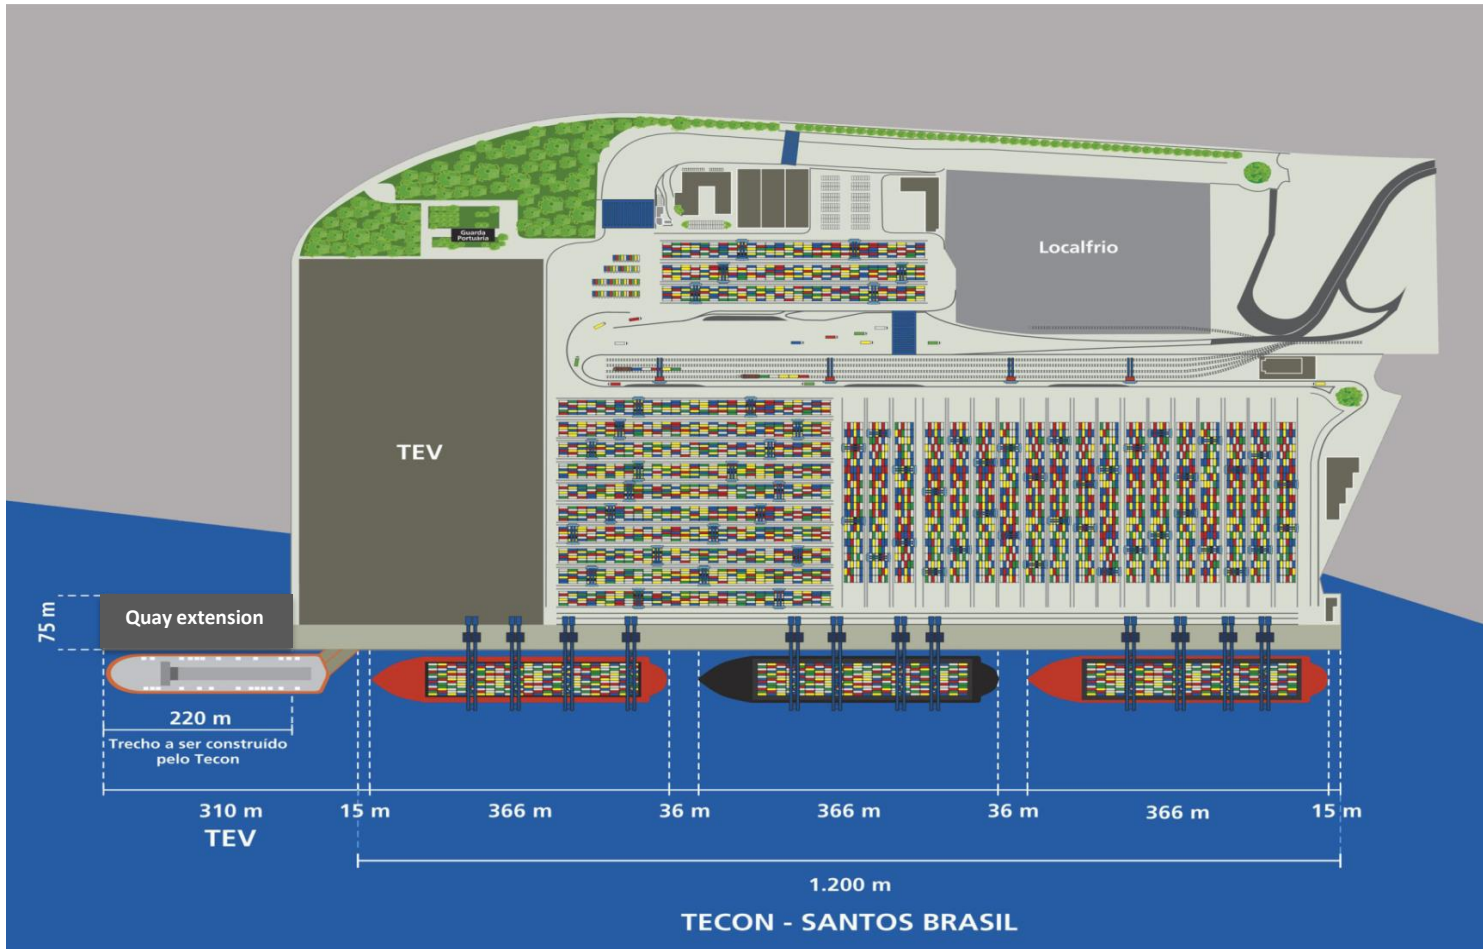 Guarda
Portuária
Localfrio
TEV
75 m
Quay extension
220 m
Trecho a ser construído
pelo Tecon
310 m
TEV
15 m
366 m
36 m
366 m
36 m
366 m
15 m
1.200 m
TECON - SANTOS BRASIL